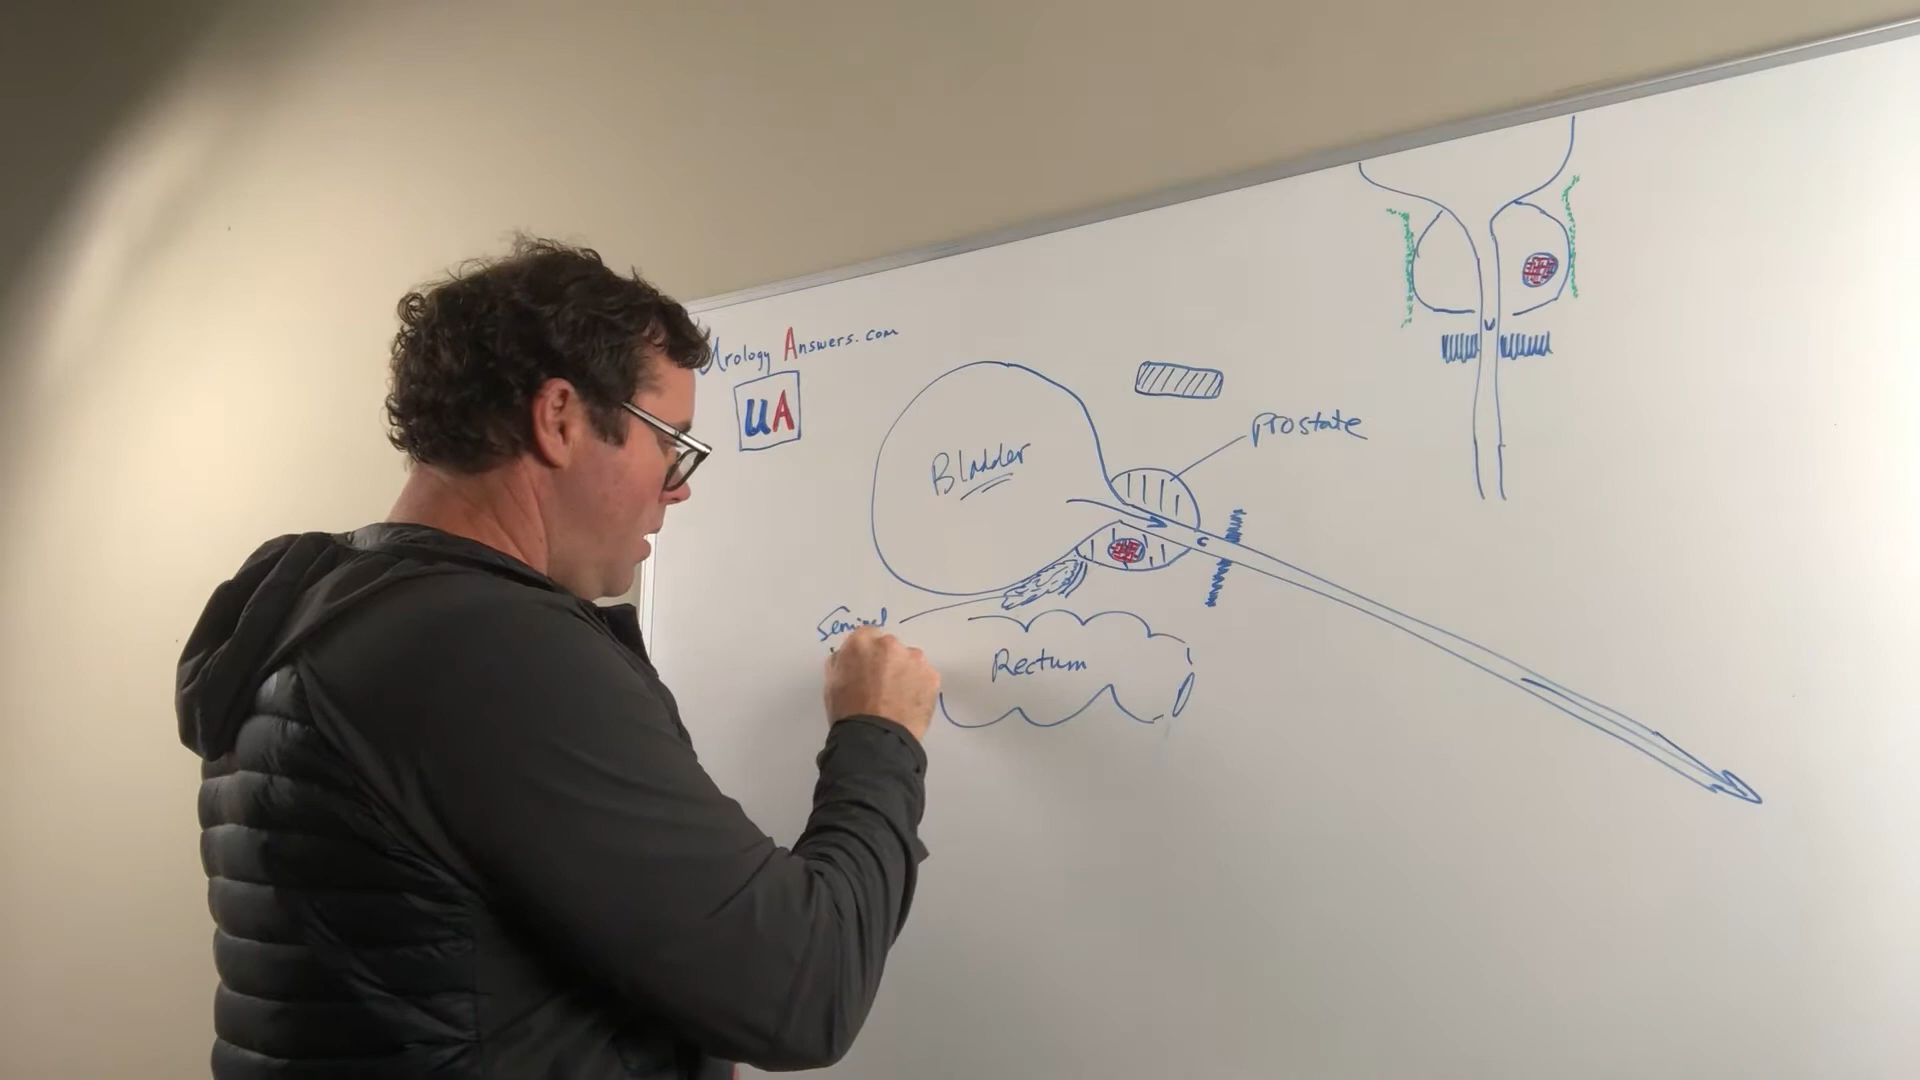 Urology Answers.com
UA
prostate
Bladder
Seminal
Rectum